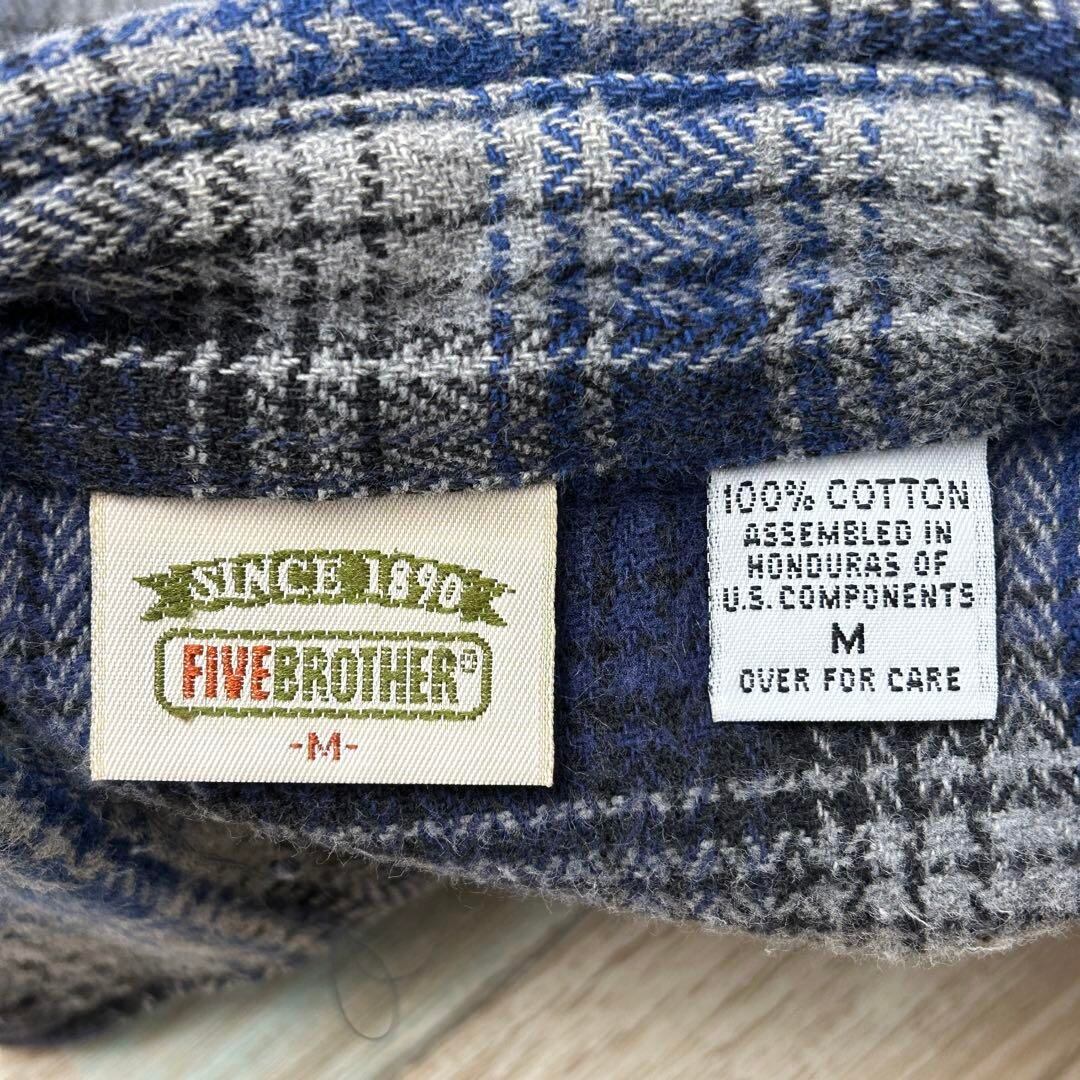 SINCE 1890
FIVEBROTHER®
-M-
100% COTTON
ASSEMBLED IN
HONDURAS OF
U.S. COMPONENTS
M
OVER FOR CARE